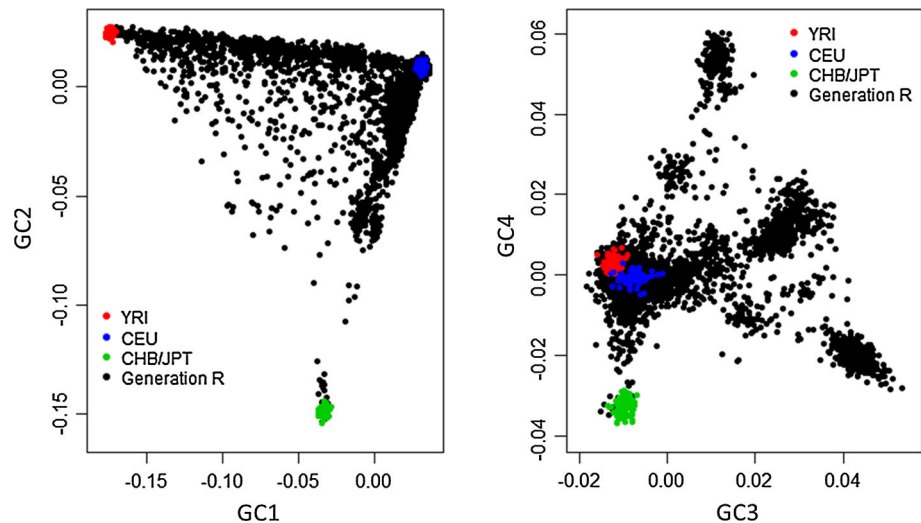 0.00
-0.05
-0.10
-0.15
GC2
YRI
CEU
CHB/JPT
Generation R
-0.15
-0.10
-0.05
0.00
GC1
0.06
0.04
0.02
0.00
-0.02
-0.04
GC4
YRI
CEU
CHB/JPT
Generation R
-0.02
0.00
0.02
0.04
GC3